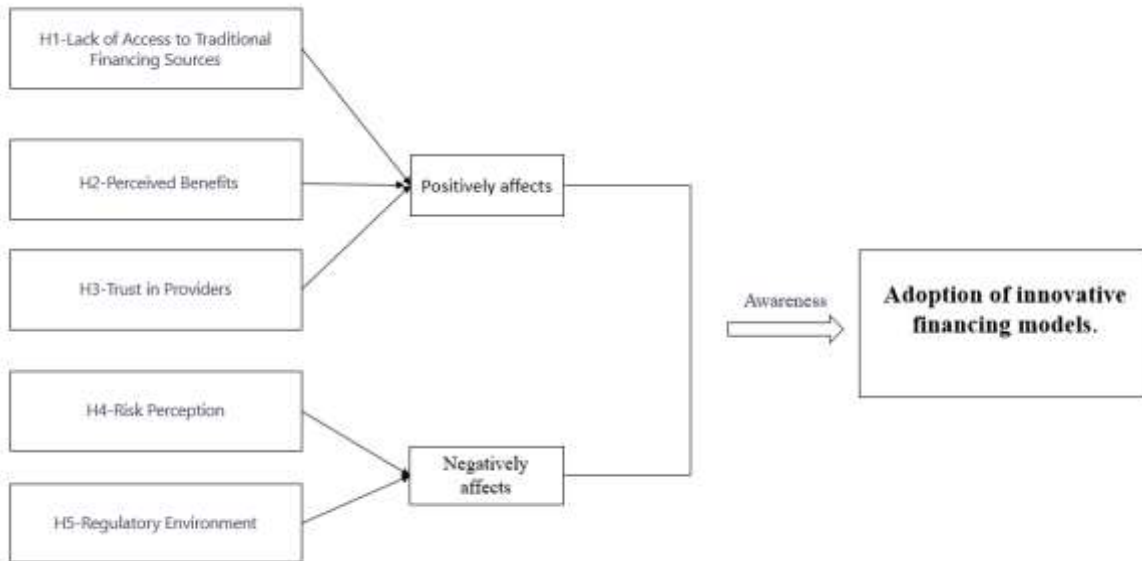 H1-Lack of Access to Traditional
Financing Sources
H2-Perceived Benefits
Positively affects
H3-Trust in Providers
Awareness
Adoption of innovative
financing models.
H4-Risk Perception
Negatively
affects
H5-Regulatory Environment